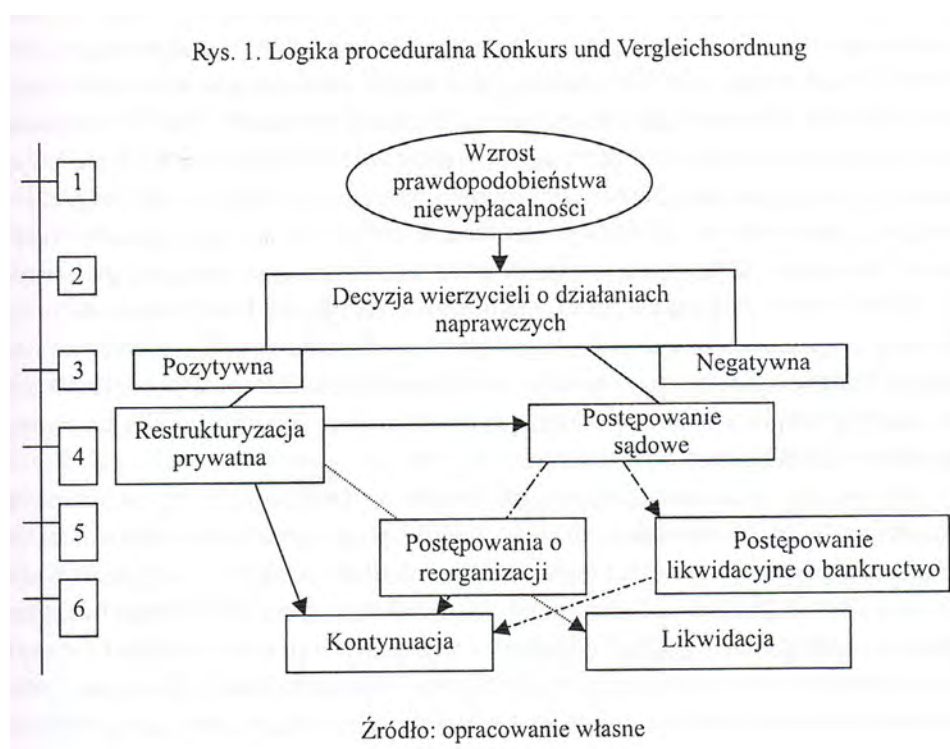 Rys. 1. Logika proceduralna Konkurs und Vergleichsordnung
Wzrost
prawdopodobieństwa
niewypłacalności
1
2
Decyzja wierzycieli o działaniach
naprawczych
3
Pozytywna
Negatywna
4
Restrukturyzacja
prywatna
Postępowanie
sądowe
5
Postępowania o
reorganizacji
Postępowanie
likwidacyjne o bankructwo
6
Kontynuacja
Likwidacja
Źródło: opracowanie własne